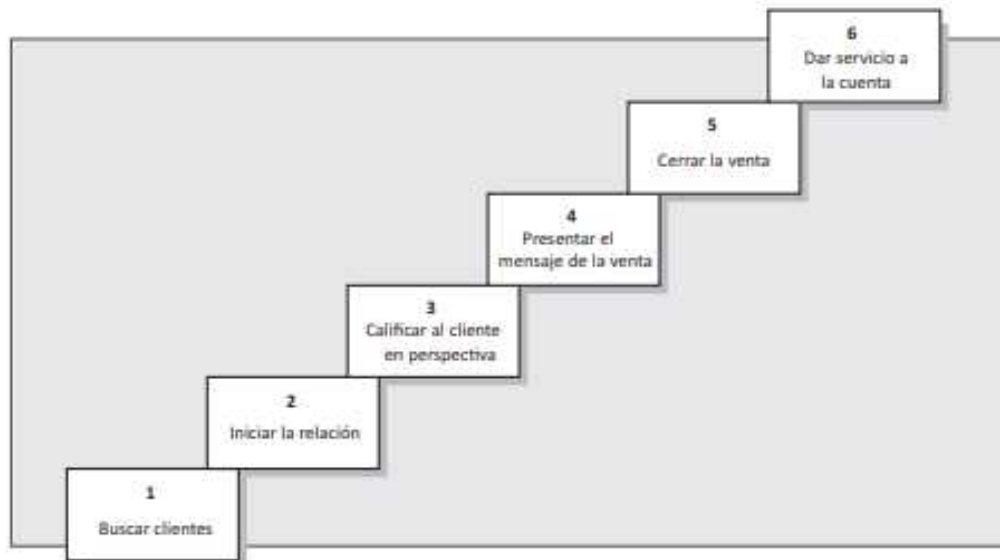 6
Dar servicio a
la cuenta
5
Cerrar la venta
4
Presentar el
mensaje de la venta
3
Calificar al cliente
en perspectiva
2
Iniciar la relación
1
Buscar clientes